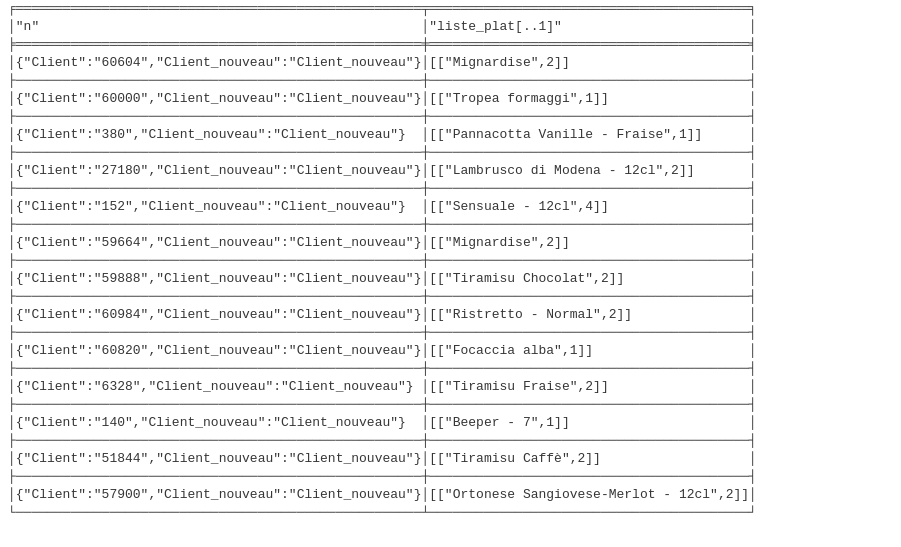 "n" "liste_plat[..1]"
{"Client":"60604","Client_nouveau":"Client_nouveau"} [["Mignardise",2]]
{"Client":"60000","Client_nouveau":"Client_nouveau"} [["Tropea formaggi",1]]
{"Client":"380","Client_nouveau":"Client_nouveau"} [["Pannacotta Vanille - Fraise",1]]
{"Client":"27180","Client_nouveau":"Client_nouveau"} [["Lambrusco di Modena - 12cl",2]]
{"Client":"152","Client_nouveau":"Client_nouveau"} [["Sensuale - 12cl",4]]
{"Client":"59664","Client_nouveau":"Client_nouveau"} [["Mignardise",2]]
{"Client":"59888","Client_nouveau":"Client_nouveau"} [["Tiramisu Chocolat",2]]
{"Client":"60984","Client_nouveau":"Client_nouveau"} [["Ristretto - Normal",2]]
{"Client":"60820","Client_nouveau":"Client_nouveau"} [["Focaccia alba",1]]
{"Client":"6328","Client_nouveau":"Client_nouveau"} [["Tiramisu Fraise",2]]
{"Client":"140","Client_nouveau":"Client_nouveau"} [["Beeper - 7",1]]
{"Client":"51844","Client_nouveau":"Client_nouveau"} [["Tiramisu Caffè",2]]
{"Client":"57900","Client_nouveau":"Client_nouveau"} [["Ortonese Sangiovese-Merlot - 12cl",2]]